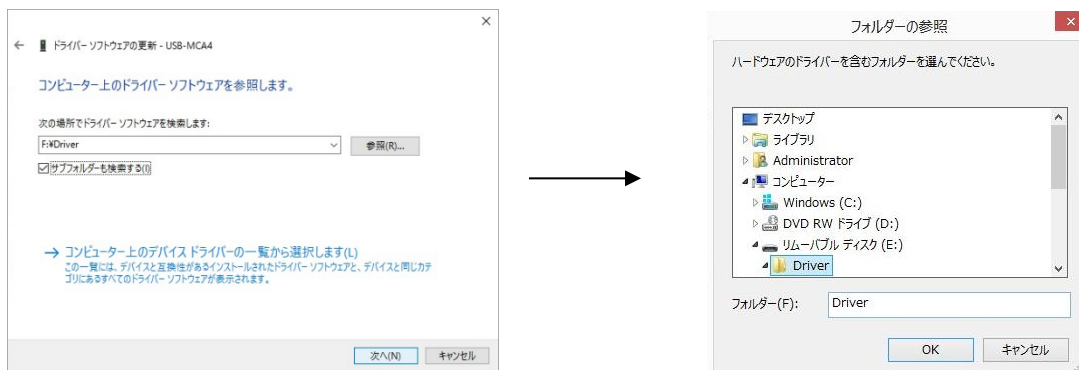 ドライバー ソフトウェアの更新 - USB-MCA4
コンピューター上のドライバー ソフトウェアを参照します。
次の場所でドライバー ソフトウェアを検索します:
F:¥Driver
参照(R)...
サブフォルダーも検索する(I)
コンピューター上のデバイス ドライバーの一覧から選択します(L)
この一覧には、デバイスと互換性があるインストールされたドライバー ソフトウェアと、デバイスと同じカテ
ゴリにあるすべてのドライバー ソフトウェアが表示されます。
次へ(N)
キャンセル
フォルダーの参照
ハードウェアのドライバーを含むフォルダーを選んでください。
デスクトップ
ライブラリ
Administrator
コンピューター
Windows (C:)
DVD RW ドライブ (D:)
リムーバブル ディスク (E:)
Driver
フォルダー(F): Driver
OK
キャンセル